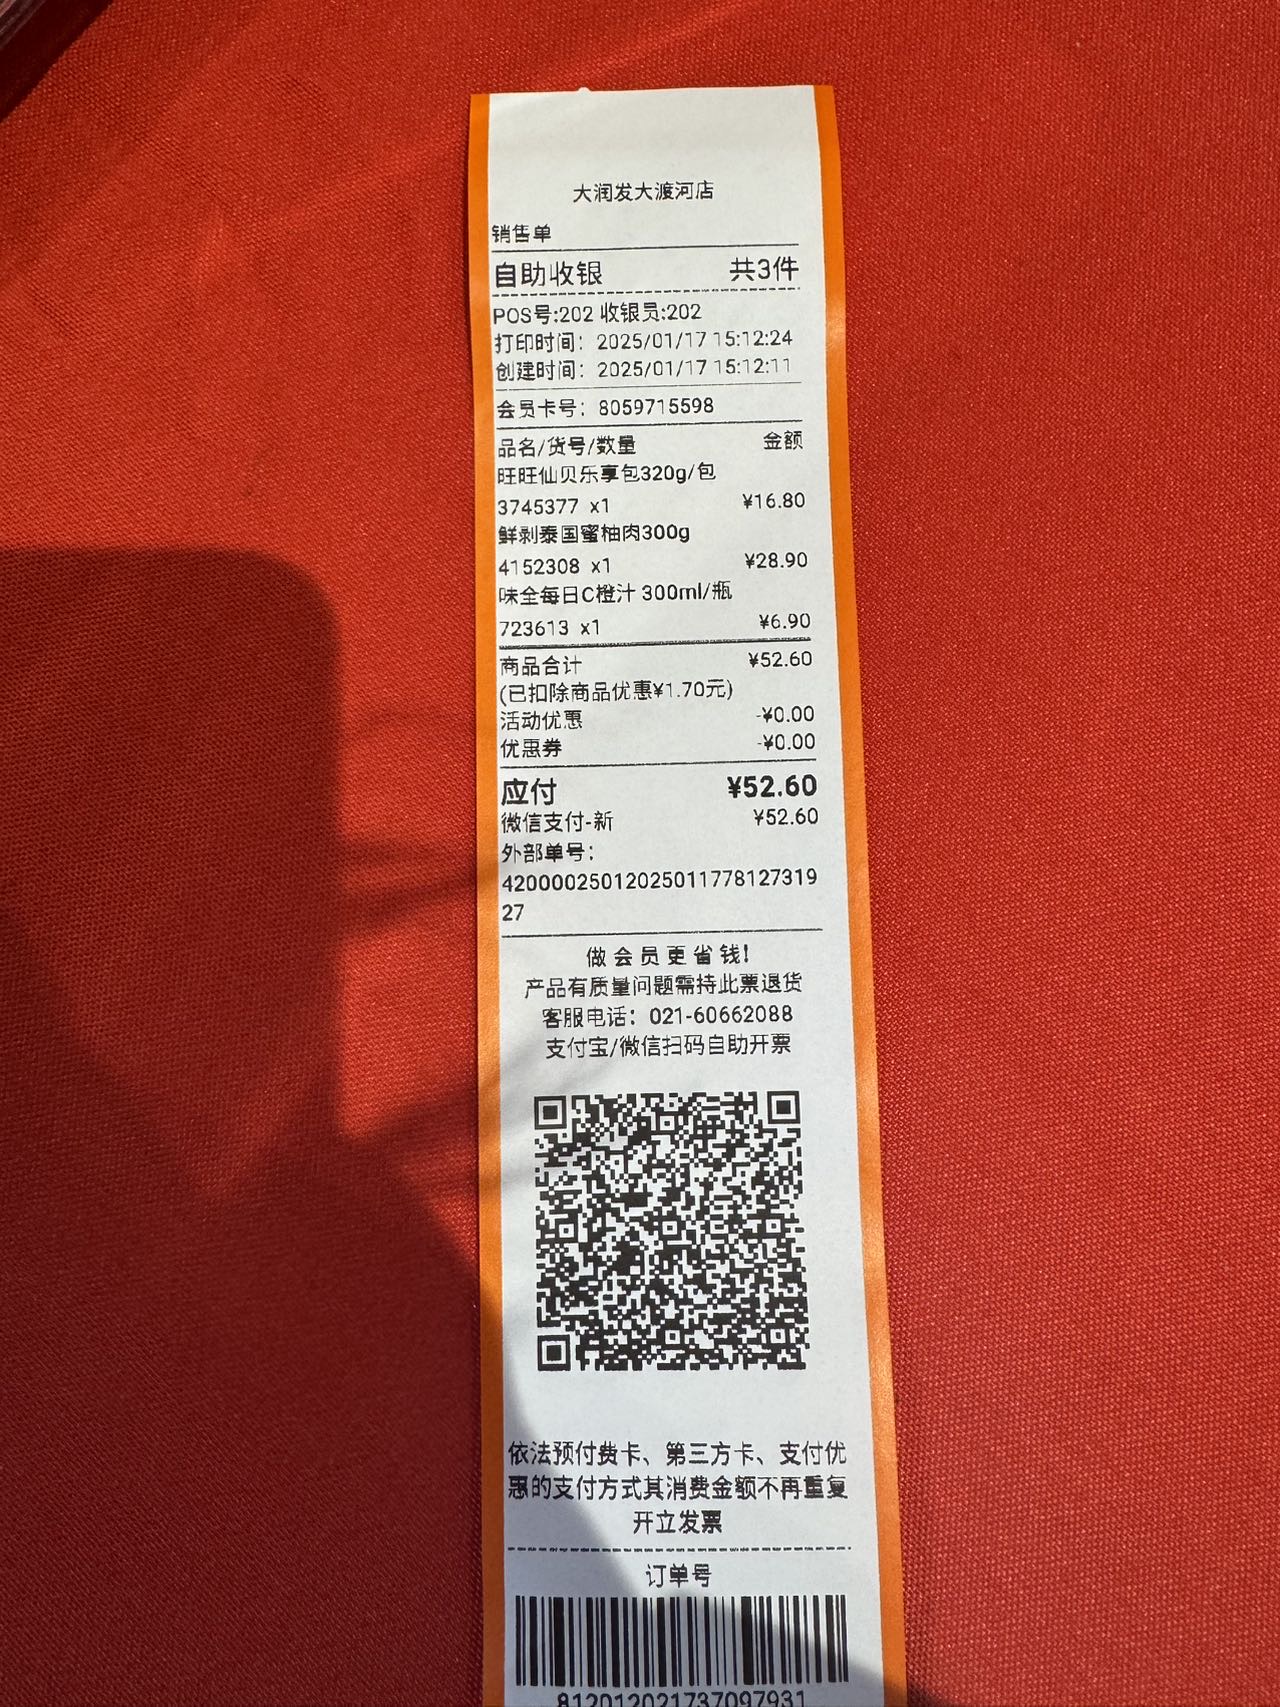 大润发大渡河店
销售单
自助收银 共3件
POS号:202 收银员:202
打印时间：2025/01/17 15:12:24
创建时间：2025/01/17 15:12:11
会员卡号：8059715598
品名/货号/数量 金额
旺旺仙贝乐享包320g/包
3745377 x1 ¥16.80
鲜剥泰国蜜柚肉300g
4152308 x1 ¥28.90
味全每日C橙汁 300ml/瓶
723613 x1 ¥6.90
商品合计 ¥52.60
(已扣除商品优惠¥1.70元)
活动优惠 -¥0.00
优惠券 -¥0.00
应付 ¥52.60
微信支付-新 ¥52.60
外部单号：
42000025012025011778127319
27
做会员更省钱!
产品有质量问题需持此票退货
客服电话：021-60662088
支付宝/微信扫码自助开票
依法预付费卡、第三方卡、支付优
惠的支付方式其消费金额不再重复
开立发票
订单号
812012021737097931